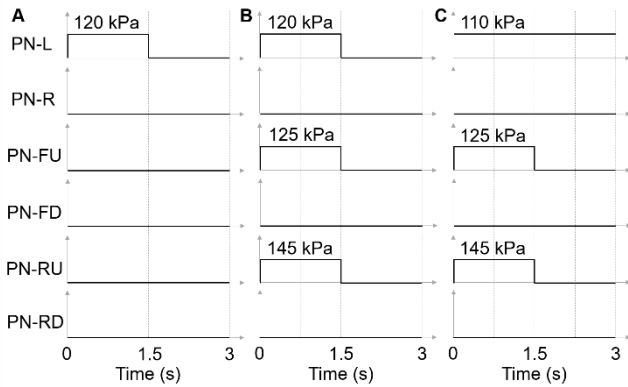 A B C
120 kPa 120 kPa 110 kPa
PN-L
PN-R
125 kPa 125 kPa
PN-FU
PN-FD
145 kPa 145 kPa
PN-RU
PN-RD
0 1.5 3 0 1.5 3 0 1.5 3
Time (s) Time (s) Time (s)